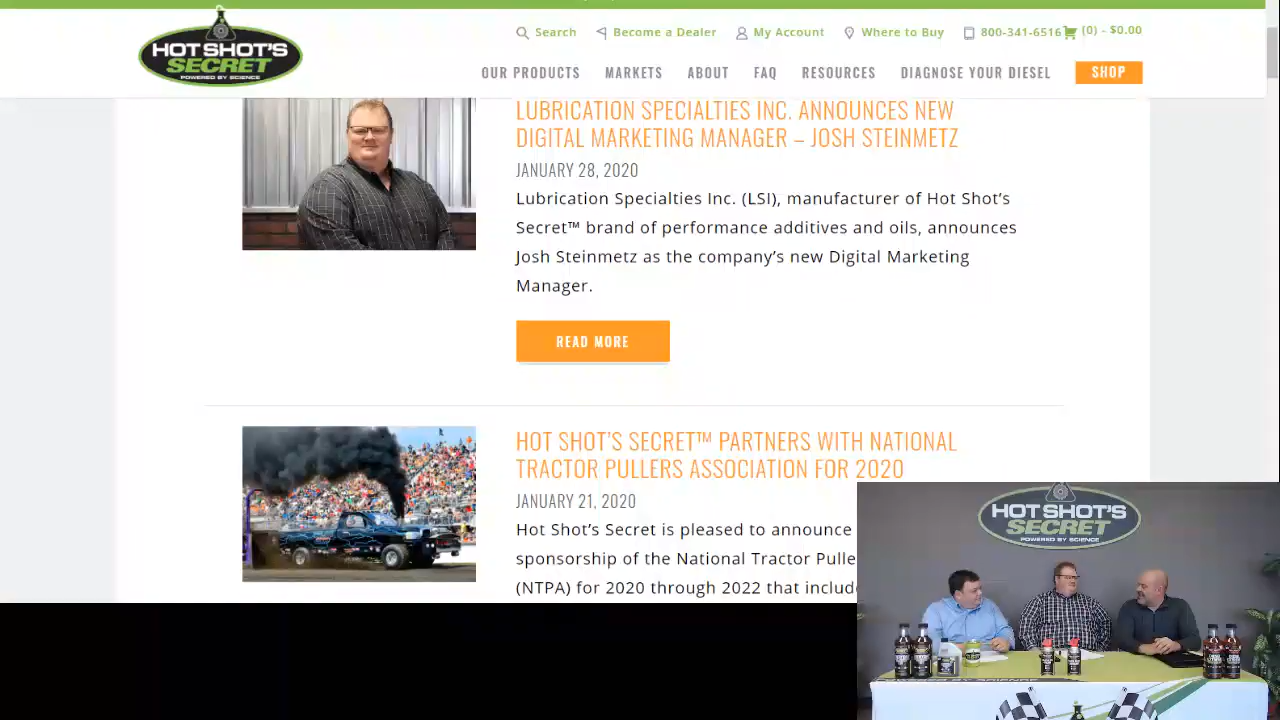 HOT SHOT'S
SECRET
POWERED BY SCIENCE
Search
Become a Dealer
My Account
Where to Buy
800-341-6516
(0) - $0.00
OUR PRODUCTS
MARKETS
ABOUT
FAQ
RESOURCES
DIAGNOSE YOUR DIESEL
SHOP
LUBRICATION SPECIALTIES INC. ANNOUNCES NEW
DIGITAL MARKETING MANAGER – JOSH STEINMETZ
JANUARY 28, 2020
Lubrication Specialties Inc. (LSI), manufacturer of Hot Shot's
Secret™ brand of performance additives and oils, announces
Josh Steinmetz as the company's new Digital Marketing
Manager.
READ MORE
HOT SHOT'S SECRET™ PARTNERS WITH NATIONAL
TRACTOR PULLERS ASSOCIATION FOR 2020
JANUARY 21, 2020
Hot Shot's Secret is pleased to announce
sponsorship of the National Tractor Pulle
(NTPA) for 2020 through 2022 that includ
HOT SHOT'S
SECRET
POWERED BY SCIENCE